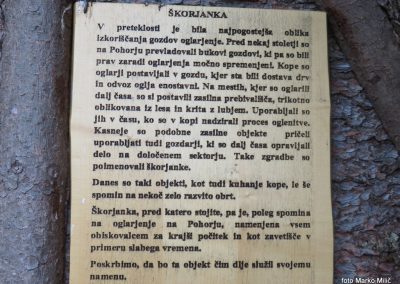 ŠKORJANKA
V preteklosti je bila najpogostejša oblika
izkoriščanja gozdov oglarjenje. Pred nekaj stoletji so
na Pohorju prevladovali bukovi gozdovi, ki pa so bili
prav zaradi oglarjenja močno spremenjeni. Kope so
oglarji postavljali v gozdu, kjer sta bili dostava drv
in odvoz oglja enostavni. Na mestih, kjer so oglarili
dalj časa, so si postavili zasilna prebivališča, trikotno
oblikovana iz lesa in krita z lubjem. Uporabljali so
jih v času, ko so v kopi nadzirali proces oglenitve.
Kasneje so podobne zasilne objekte pričeli
uporabljati tudi gozdarji, ki so dalj časa opravljali
delo na določenem sektorju. Take zgradbe so
poimenovali škorjanke.
Danes so taki objekti, kot tudi kuhanje kope, le še
spomin na nekoč zelo razvito obrt.
Škorjanka, pred katero stojite, pa je, poleg spomina
na oglarjenje na Pohorju, namenjena vsem
obiskovalcem za krajši počitek in kot zavetišče v
primeru slabega vremena.
Poskrbimo, da bo ta objekt čim dlje služil svojemu
namenu.
foto Marko Milič